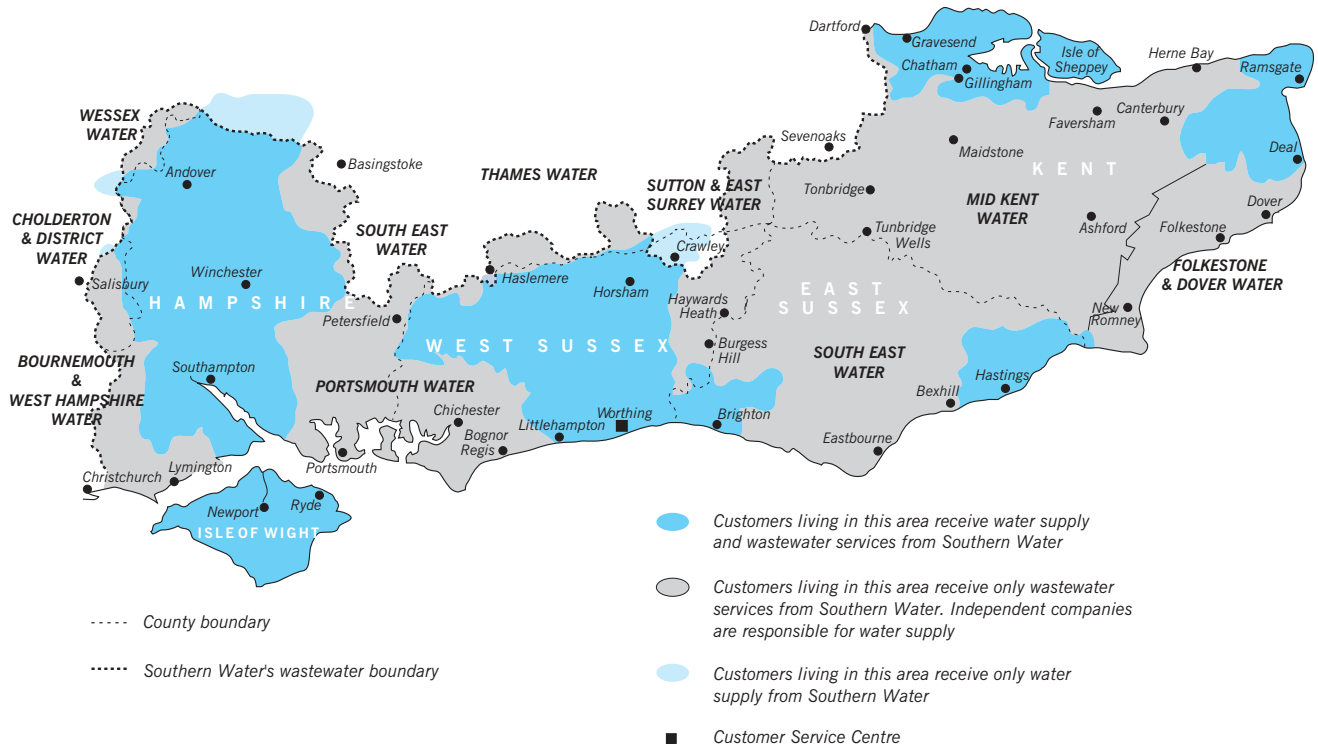 Dartford
Gravesend
Chatham
Gillingham
Isle of
Sheppey
Herne Bay
Ramsgate
WESSEX
WATER
Canterbury
Faversham
Sevenoaks
Maidstone
Deal
Basingstoke
Andover
THAMES WATER
SUTTON & EAST
SURREY WATER
KENT
Tonbridge
MID KENT
WATER
Dover
CHOLDERTON
& DISTRICT
WATER
SOUTH EAST
WATER
Tunbridge
Wells
Ashford
Folkestone
Crawley
FOLKESTONE
& DOVER WATER
Salisbury
Winchester
Haslemere
Horsham
HAMPSHIRE
EAST
SUSSEX
Haywards
Heath
New
Romney
Petersfield
WEST SUSSEX
Burgess
Hill
SOUTH EAST
WATER
BOURNEMOUTH
&
WEST HAMPSHIRE
WATER
Southampton
PORTSMOUTH WATER
Hastings
Bexhill
Chichester
Worthing
Brighton
Littlehampton
Bognor
Regis
Eastbourne
Christchurch
Lymington
Portsmouth
Newport
Ryde
ISLE OF WIGHT
Customers living in this area receive water supply
and wastewater services from Southern Water
Customers living in this area receive only wastewater
services from Southern Water. Independent companies
are responsible for water supply
County boundary
Southern Water's wastewater boundary
Customers living in this area receive only water
supply from Southern Water
Customer Service Centre